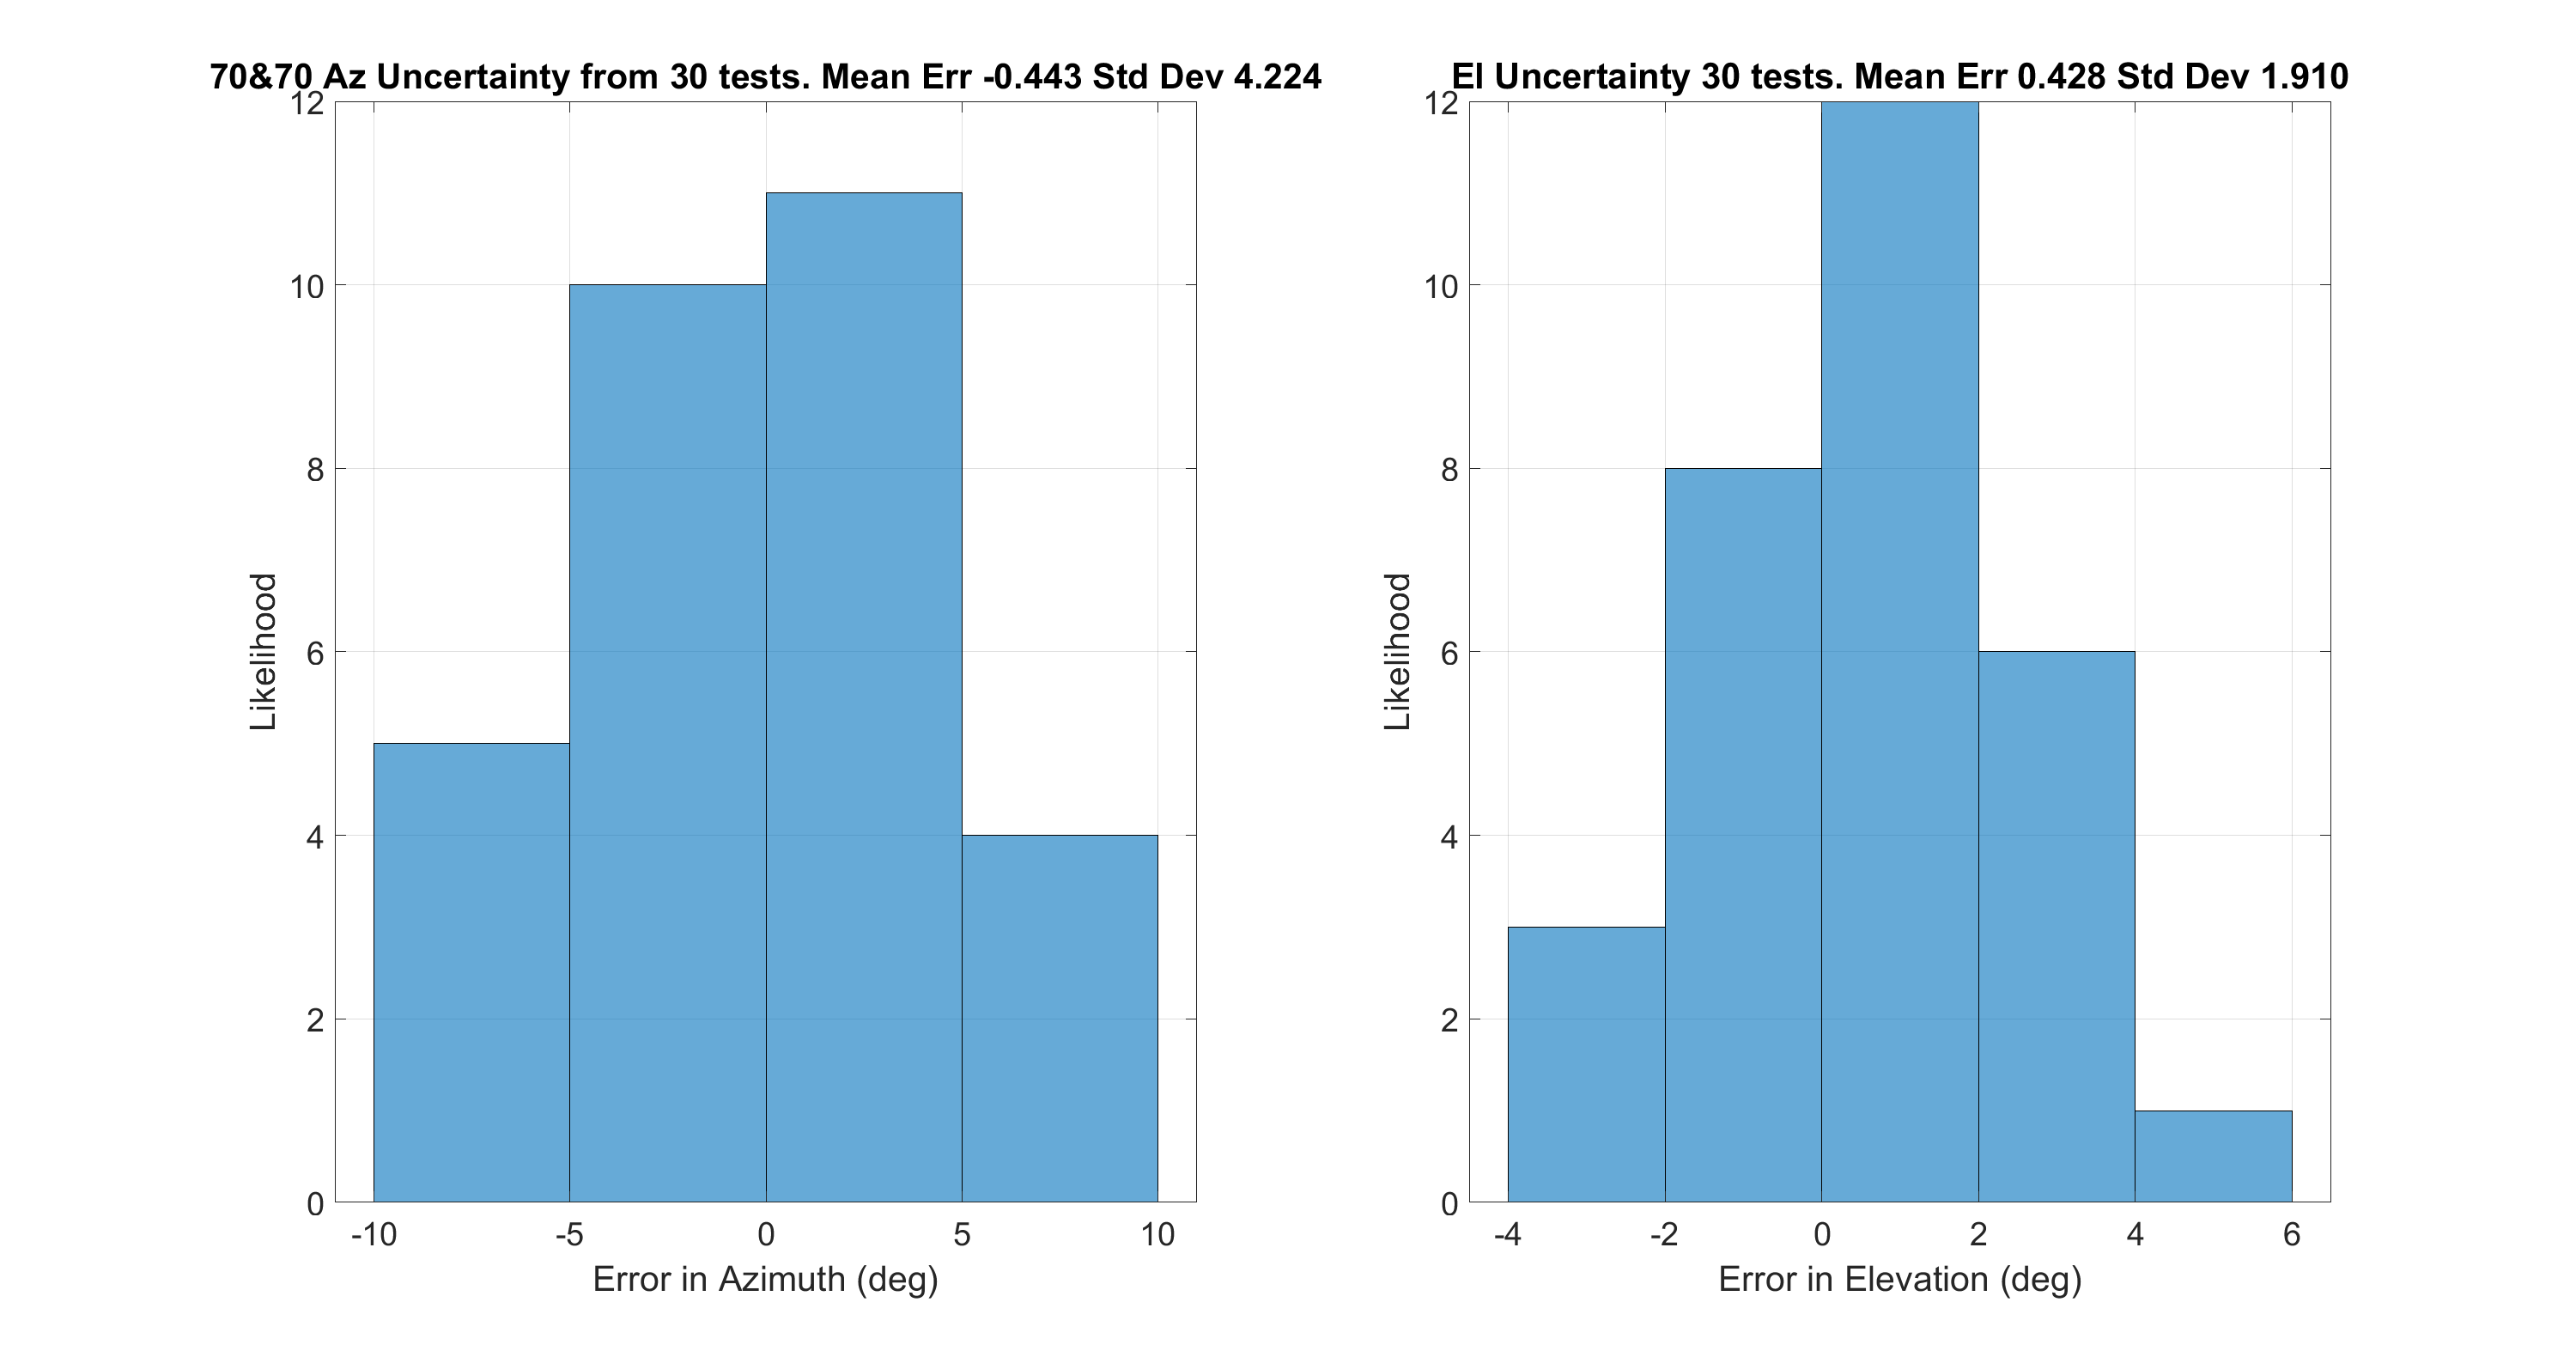 70&70 Az Uncertainty from 30 tests. Mean Err -0.443 Std Dev 4.224
12
10
8
6
4
2
0
Likelihood
-10 -5 0 5 10
Error in Azimuth (deg)
El Uncertainty 30 tests. Mean Err 0.428 Std Dev 1.910
12
10
8
6
4
2
0
Likelihood
-4 -2 0 2 4 6
Error in Elevation (deg)